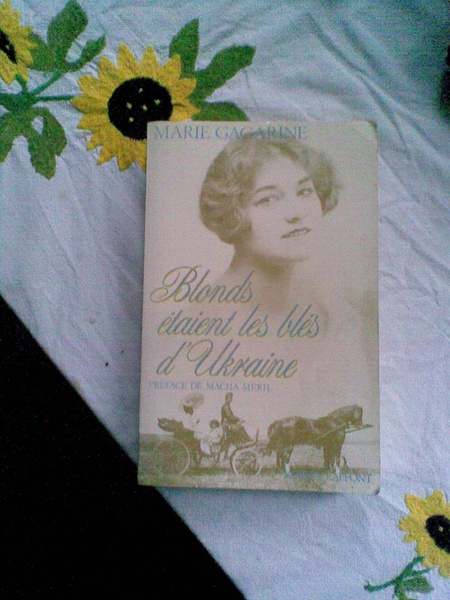 MARIE GAGARINE
Blonds
étaient les blés
d'Ukraine
PRÉFACE DE MACHA MÉRIL